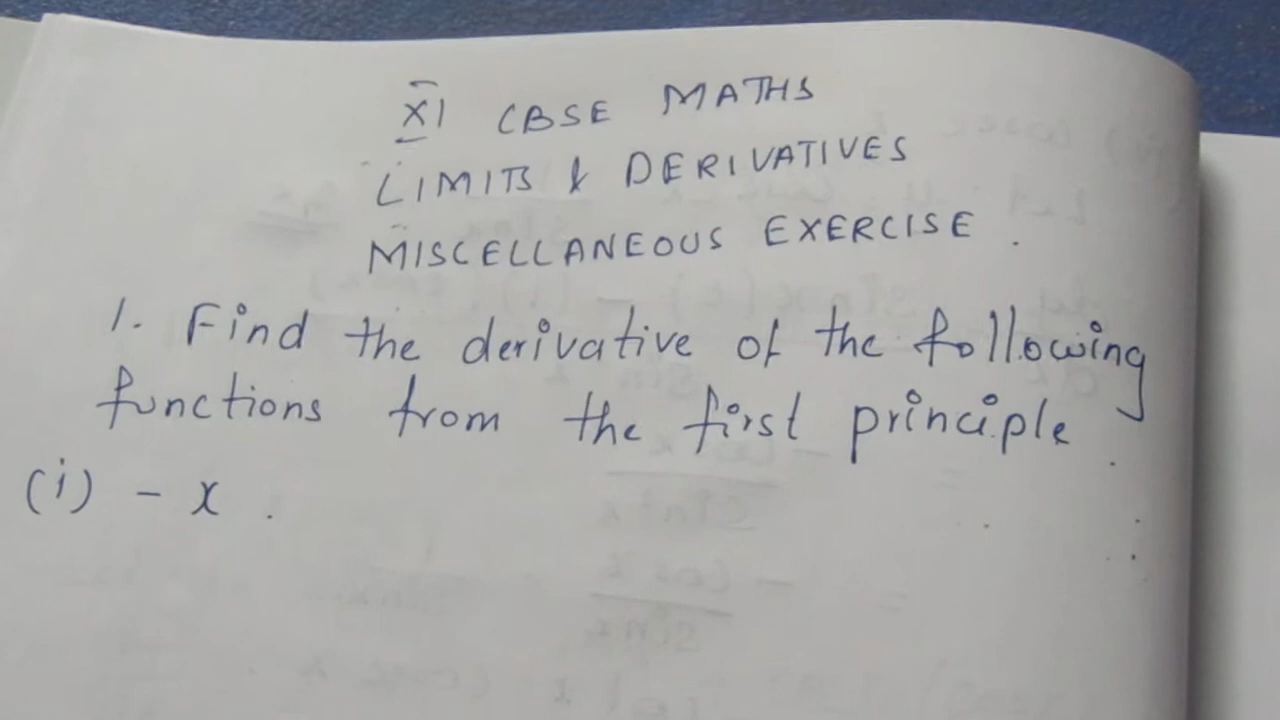 XI CBSE MATHS
LIMITS & DERIVATIVES
MISCELLANEOUS EXERCISE.
1. Find the derivative of the following
functions from the first principle
(i) - x.